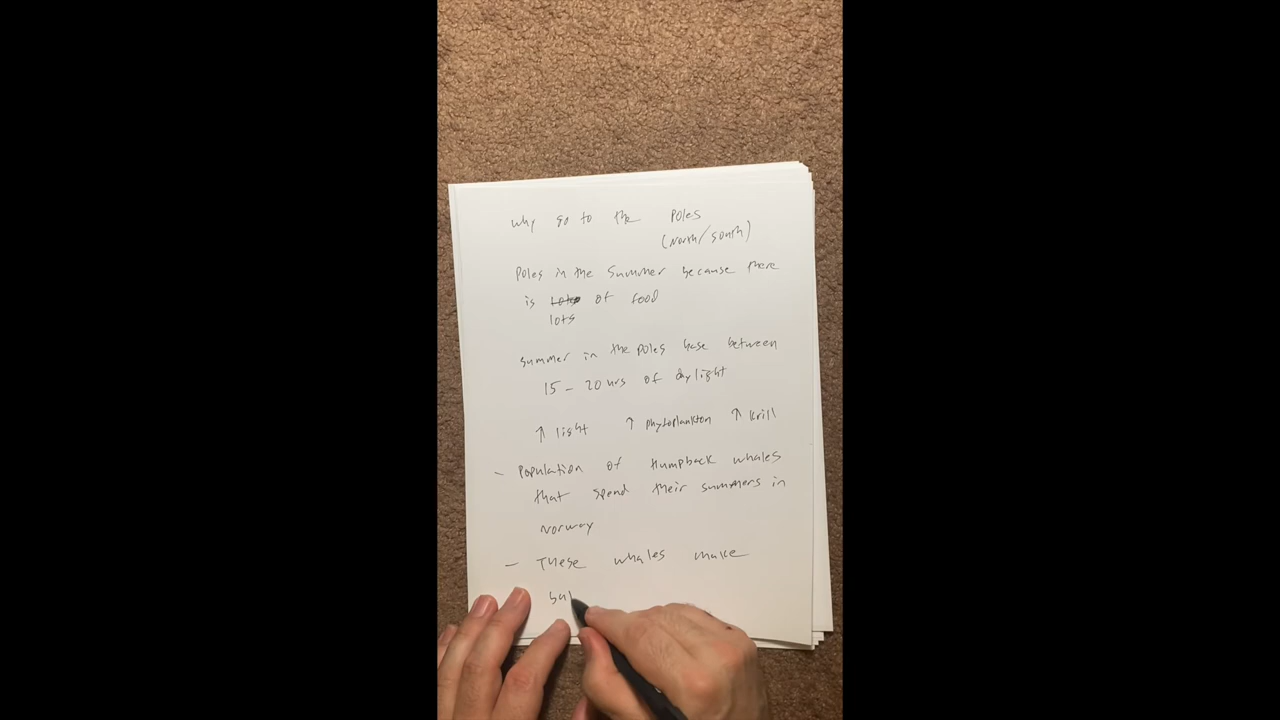 why go to the Poles
(North/South)
Poles in the Summer because there
is of food
lots
Summer in the poles hase between
15 - 20 hrs of daylight
↑ light ↑ phytoplankton ↑ krill
- Population of Humpback whales
that spend their summers in
Norway
- These whales make